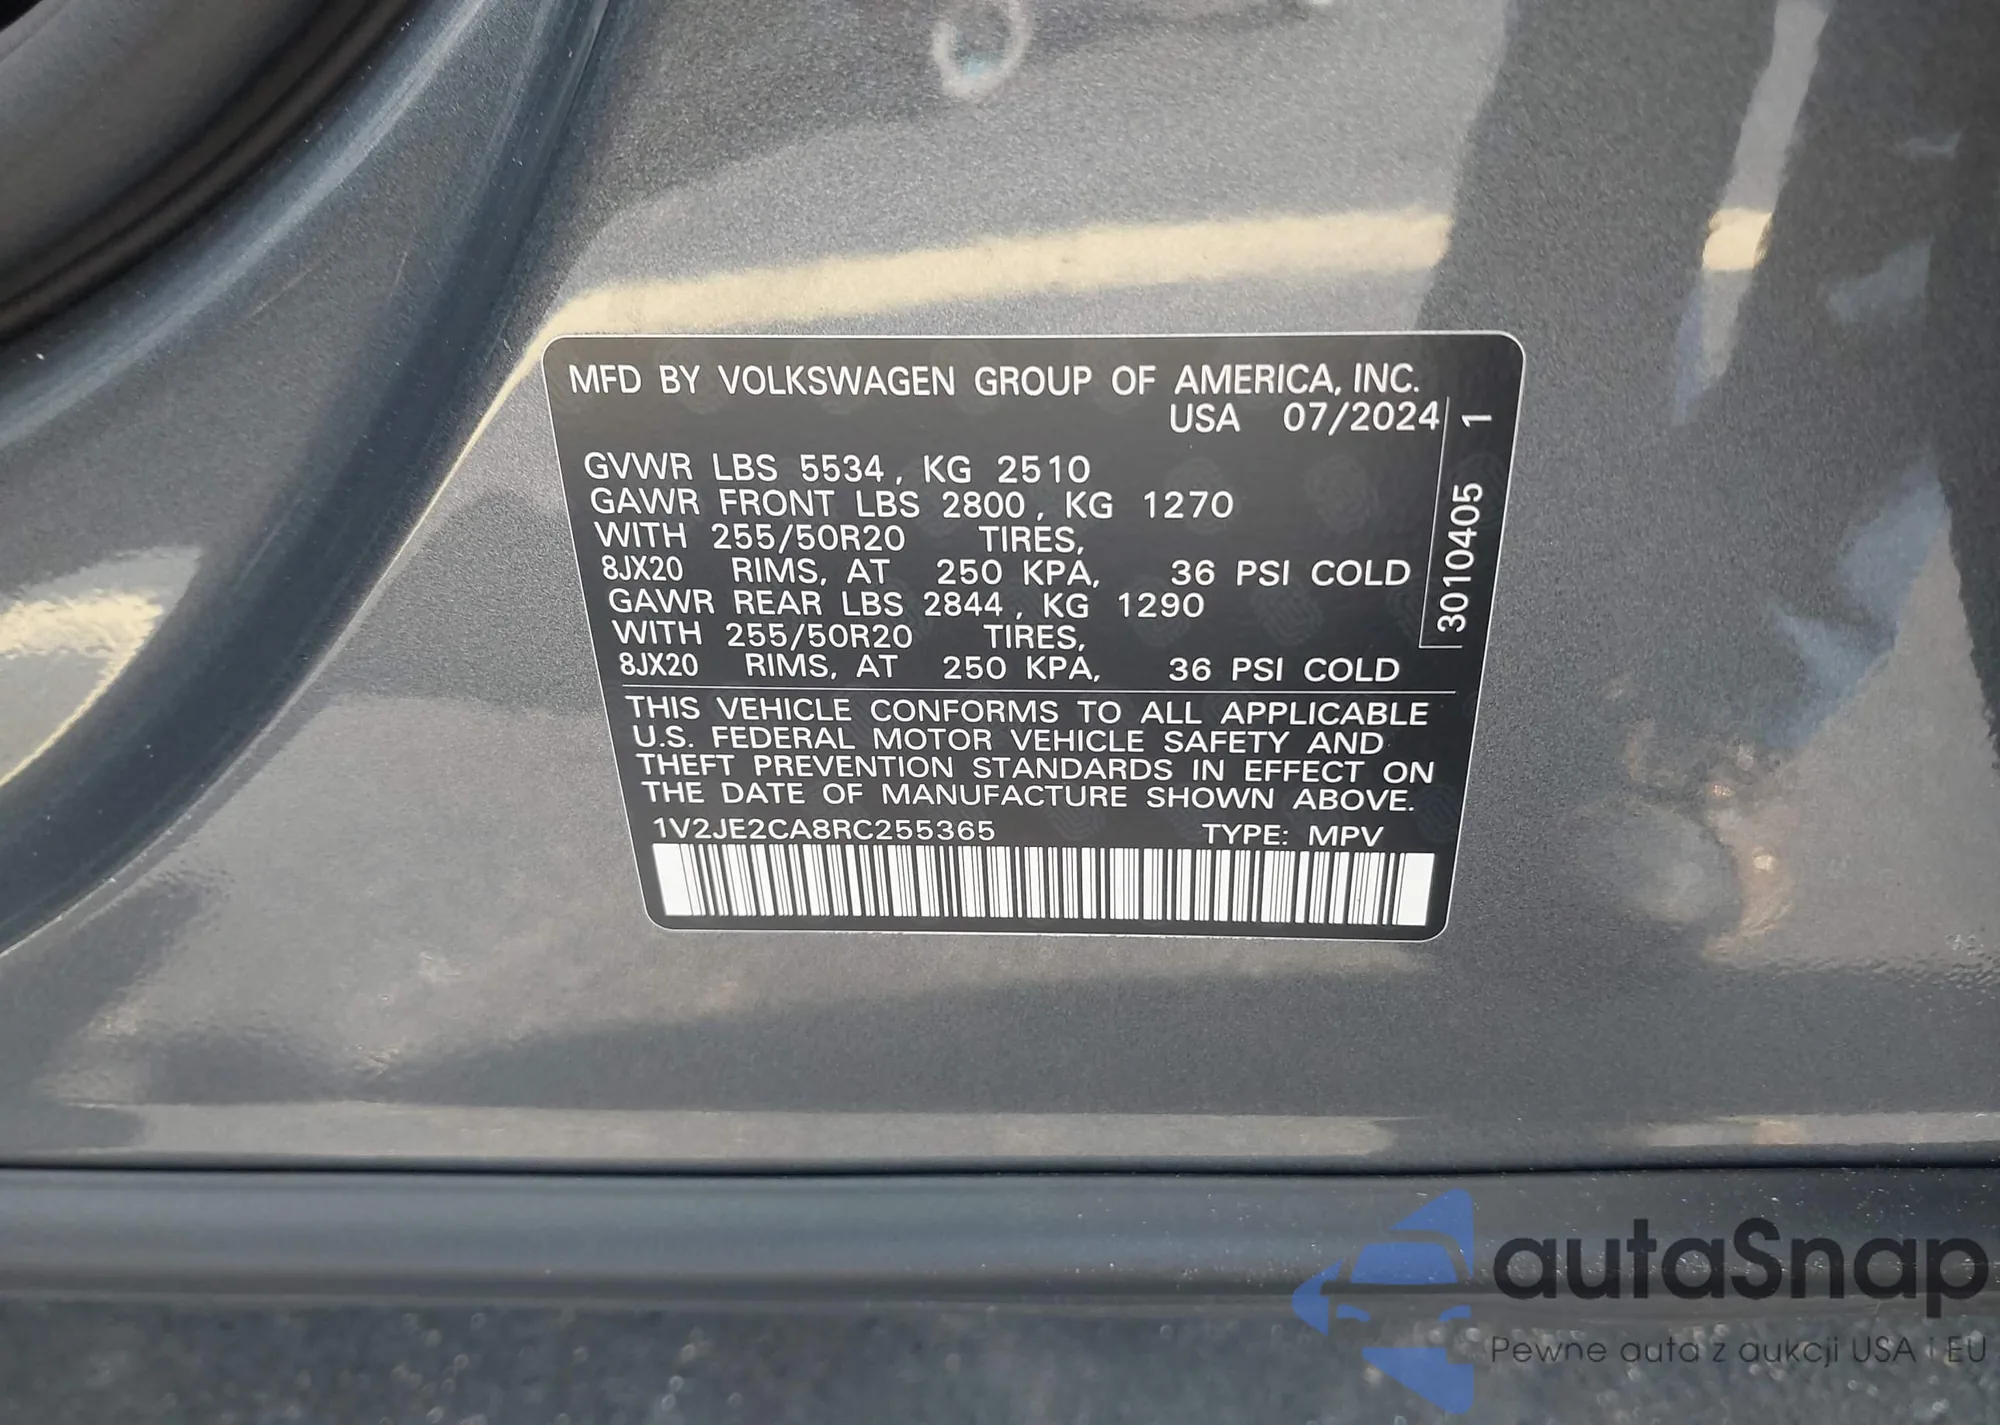 MFD BY VOLKSWAGEN GROUP OF AMERICA, INC.
USA 07/2024
GVWR LBS 5534, KG 2510
GAWR FRONT LBS 2800, KG 1270
WITH 255/50R20 TIRES,
8JX20 RIMS, AT 250 KPA, 36 PSI COLD
GAWR REAR LBS 2844, KG 1290
WITH 255/50R20 TIRES,
8JX20 RIMS, AT 250 KPA, 36 PSI COLD
3010405 1
THIS VEHICLE CONFORMS TO ALL APPLICABLE
U.S. FEDERAL MOTOR VEHICLE SAFETY AND
THEFT PREVENTION STANDARDS IN EFFECT ON
THE DATE OF MANUFACTURE SHOWN ABOVE.
1V2JE2CA8RC255365 TYPE: MPV
autaSnap
Pewne auta z aukcji USA i EU